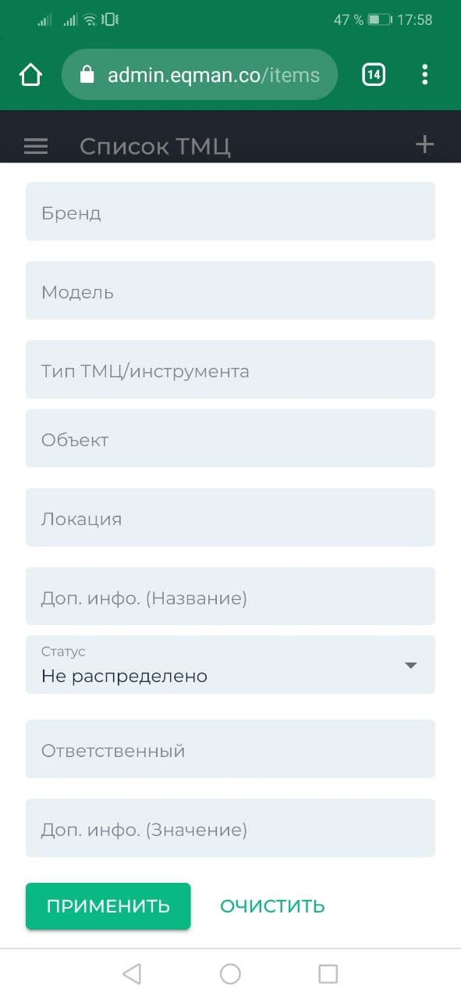 47 % 17:58
admin.eqman.co/items 14
Список ТМЦ
Бренд
Модель
Тип ТМЦ/инструмента
Объект
Локация
Доп. инфо. (Название)
Статус
Не распределено
Ответственный
Доп. инфо. (Значение)
ПРИМЕНИТЬ ОЧИСТИТЬ